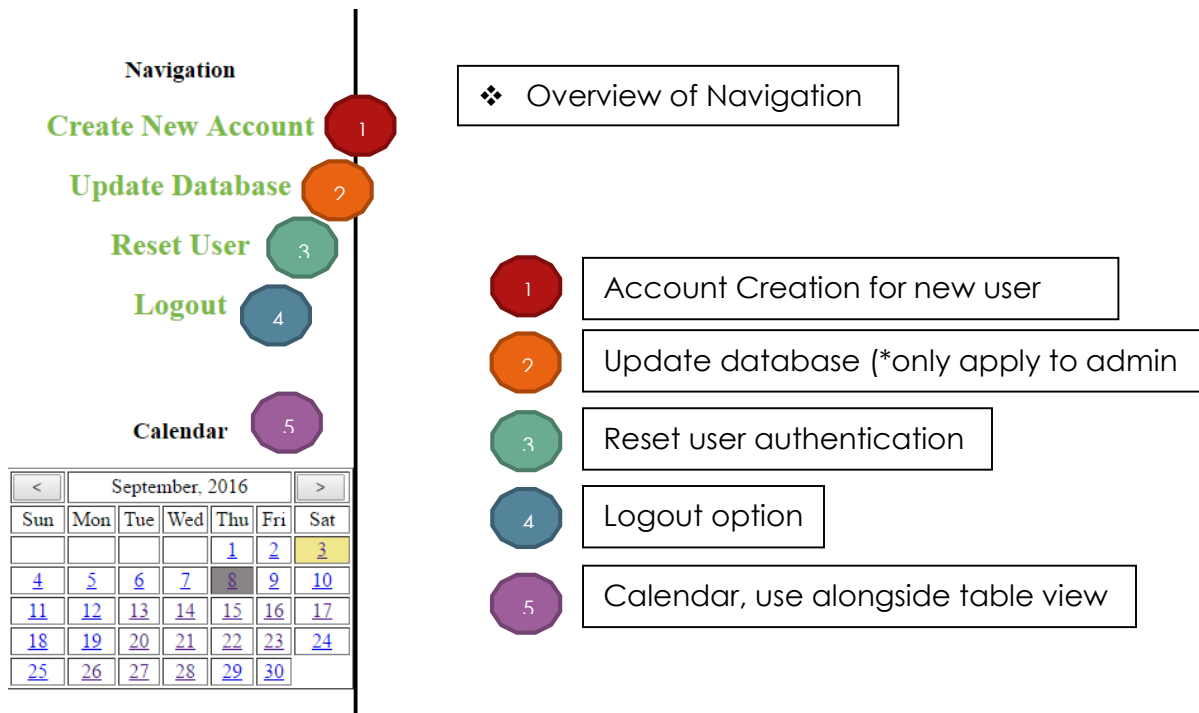 Navigation
Create New Account 1
Update Database 2
Reset User 3
Logout 4
Calendar 5
< September, 2016 >
Sun Mon Tue Wed Thu Fri Sat
1 2 3
4 5 6 7 8 9 10
11 12 13 14 15 16 17
18 19 20 21 22 23 24
25 26 27 28 29 30
❖ Overview of Navigation
1 Account Creation for new user
2 Update database (*only apply to admin
3 Reset user authentication
4 Logout option
5 Calendar, use alongside table view